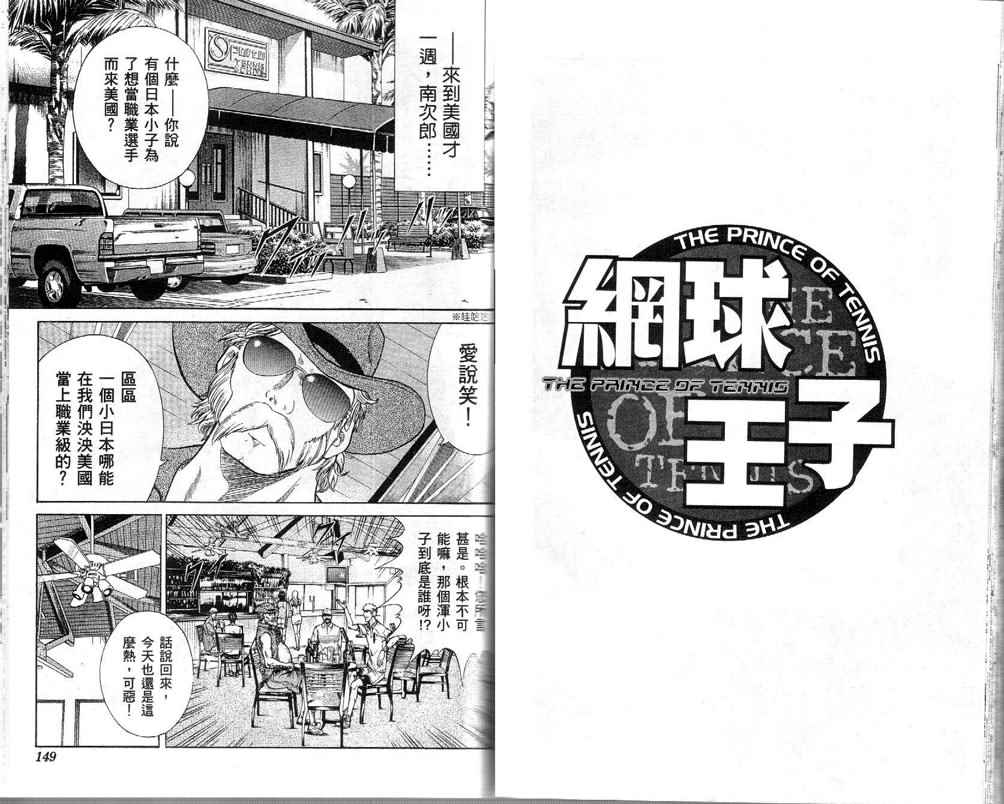 THE PRINCE OF TENNIS
網球
THE PRINCE OF TENNIS
王子
THE PRINCE OF TENNIS
——來到美國才
一週，南次郎……
什麼——你說
有個日本小子為
了想當職業選手
而來美國？
愛說笑！
區區
一個小日本哪能
在我們泱泱美國
當上職業級的？
甚是。根本不可
能嘛，那個渾小
子到底是誰呀!?
話說回來，
今天也還是這
麼熱，可惡！
149